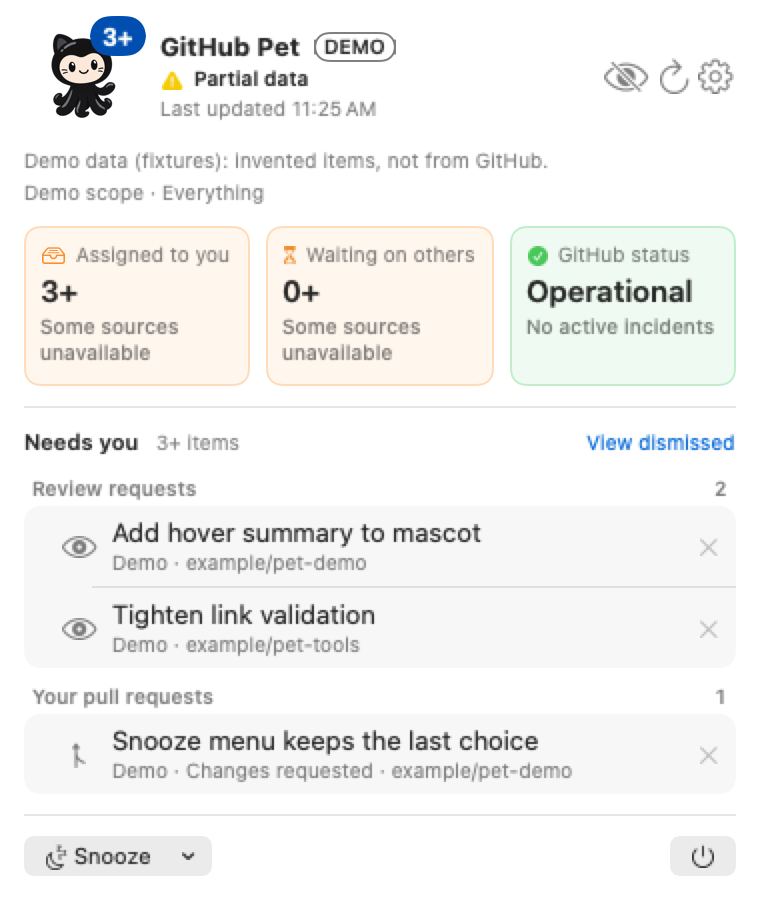 3+
GitHub Pet DEMO
Partial data
Last updated 11:25 AM
Demo data (fixtures): invented items, not from GitHub.
Demo scope · Everything
Assigned to you
3+
Some sources
unavailable
Waiting on others
0+
Some sources
unavailable
GitHub status
Operational
No active incidents
Needs you 3+ items View dismissed
Review requests 2
Add hover summary to mascot
Demo · example/pet-demo
Tighten link validation
Demo · example/pet-tools
Your pull requests 1
Snooze menu keeps the last choice
Demo · Changes requested · example/pet-demo
Snooze